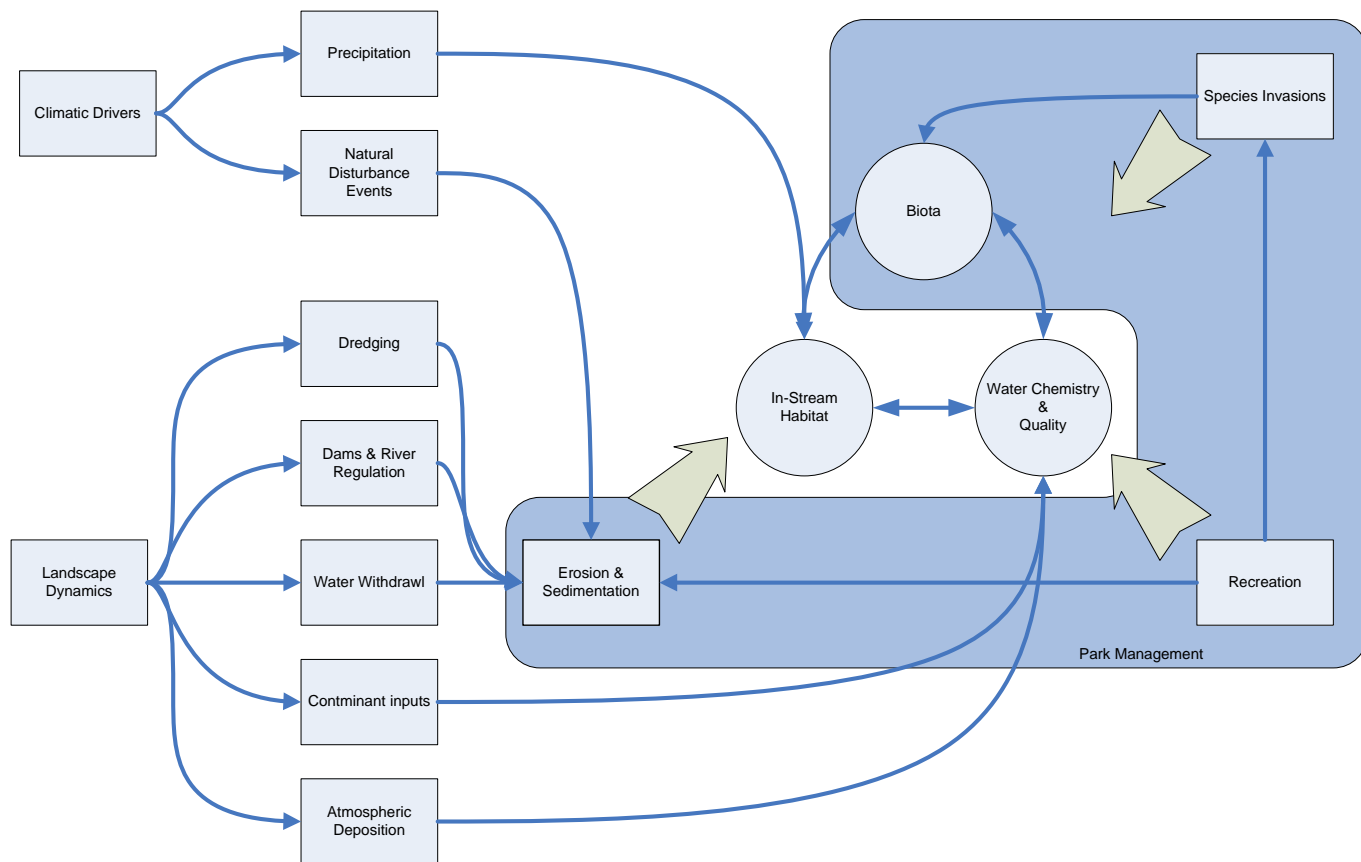 Precipitation
Climatic Drivers
Natural
Disturbance
Events
Species Invasions
Biota
Dredging
Dams & River
Regulation
In-Stream
Habitat
Water Chemistry
&
Quality
Landscape
Dynamics
Water Withdrawl
Erosion &
Sedimentation
Recreation
Park Management
Contminant inputs
Atmospheric
Deposition